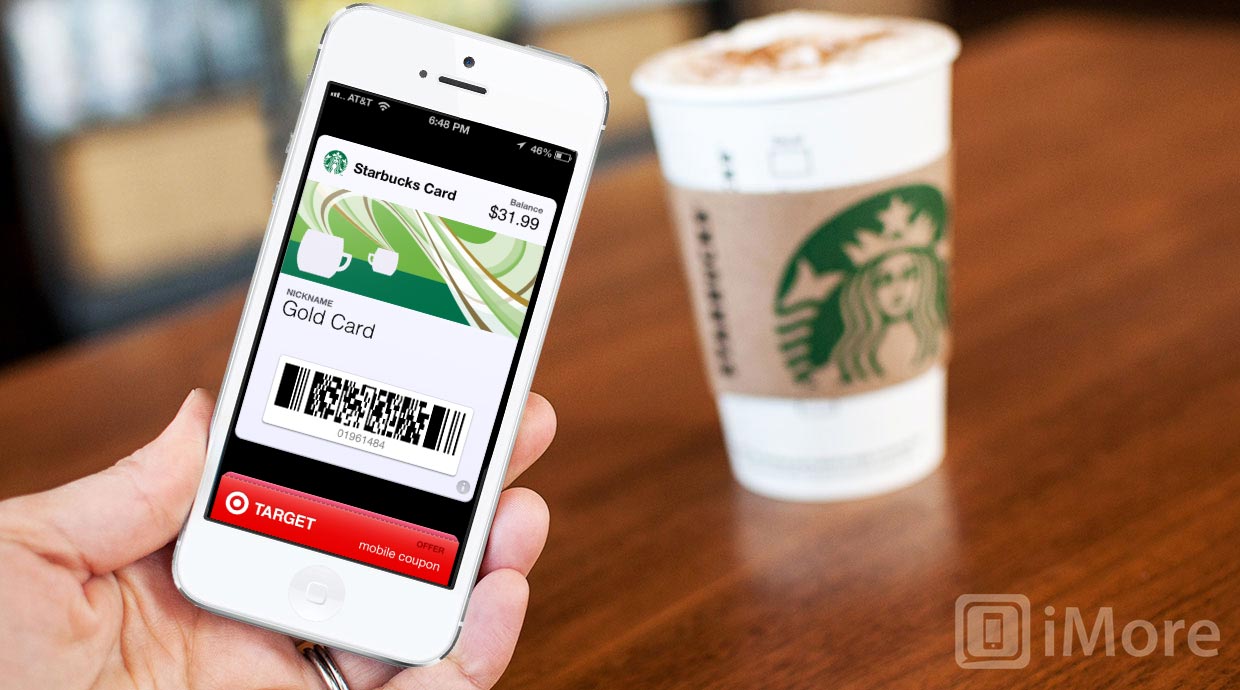 AT&T
6:48 PM
46%
Starbucks Card
Balance
$31.99
NICKNAME
Gold Card
01961484
TARGET
OFFER
mobile coupon
iMore